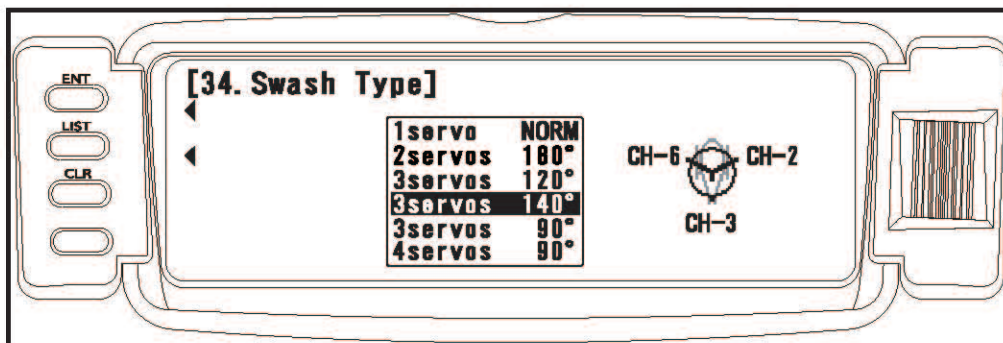 ENT
LIST
CLR
[34. Swash Type]
1servo NORM
2servos 180°
3servos 120°
3servos 140°
3servos 90°
4servos 90°
CH-6 CH-2
CH-3